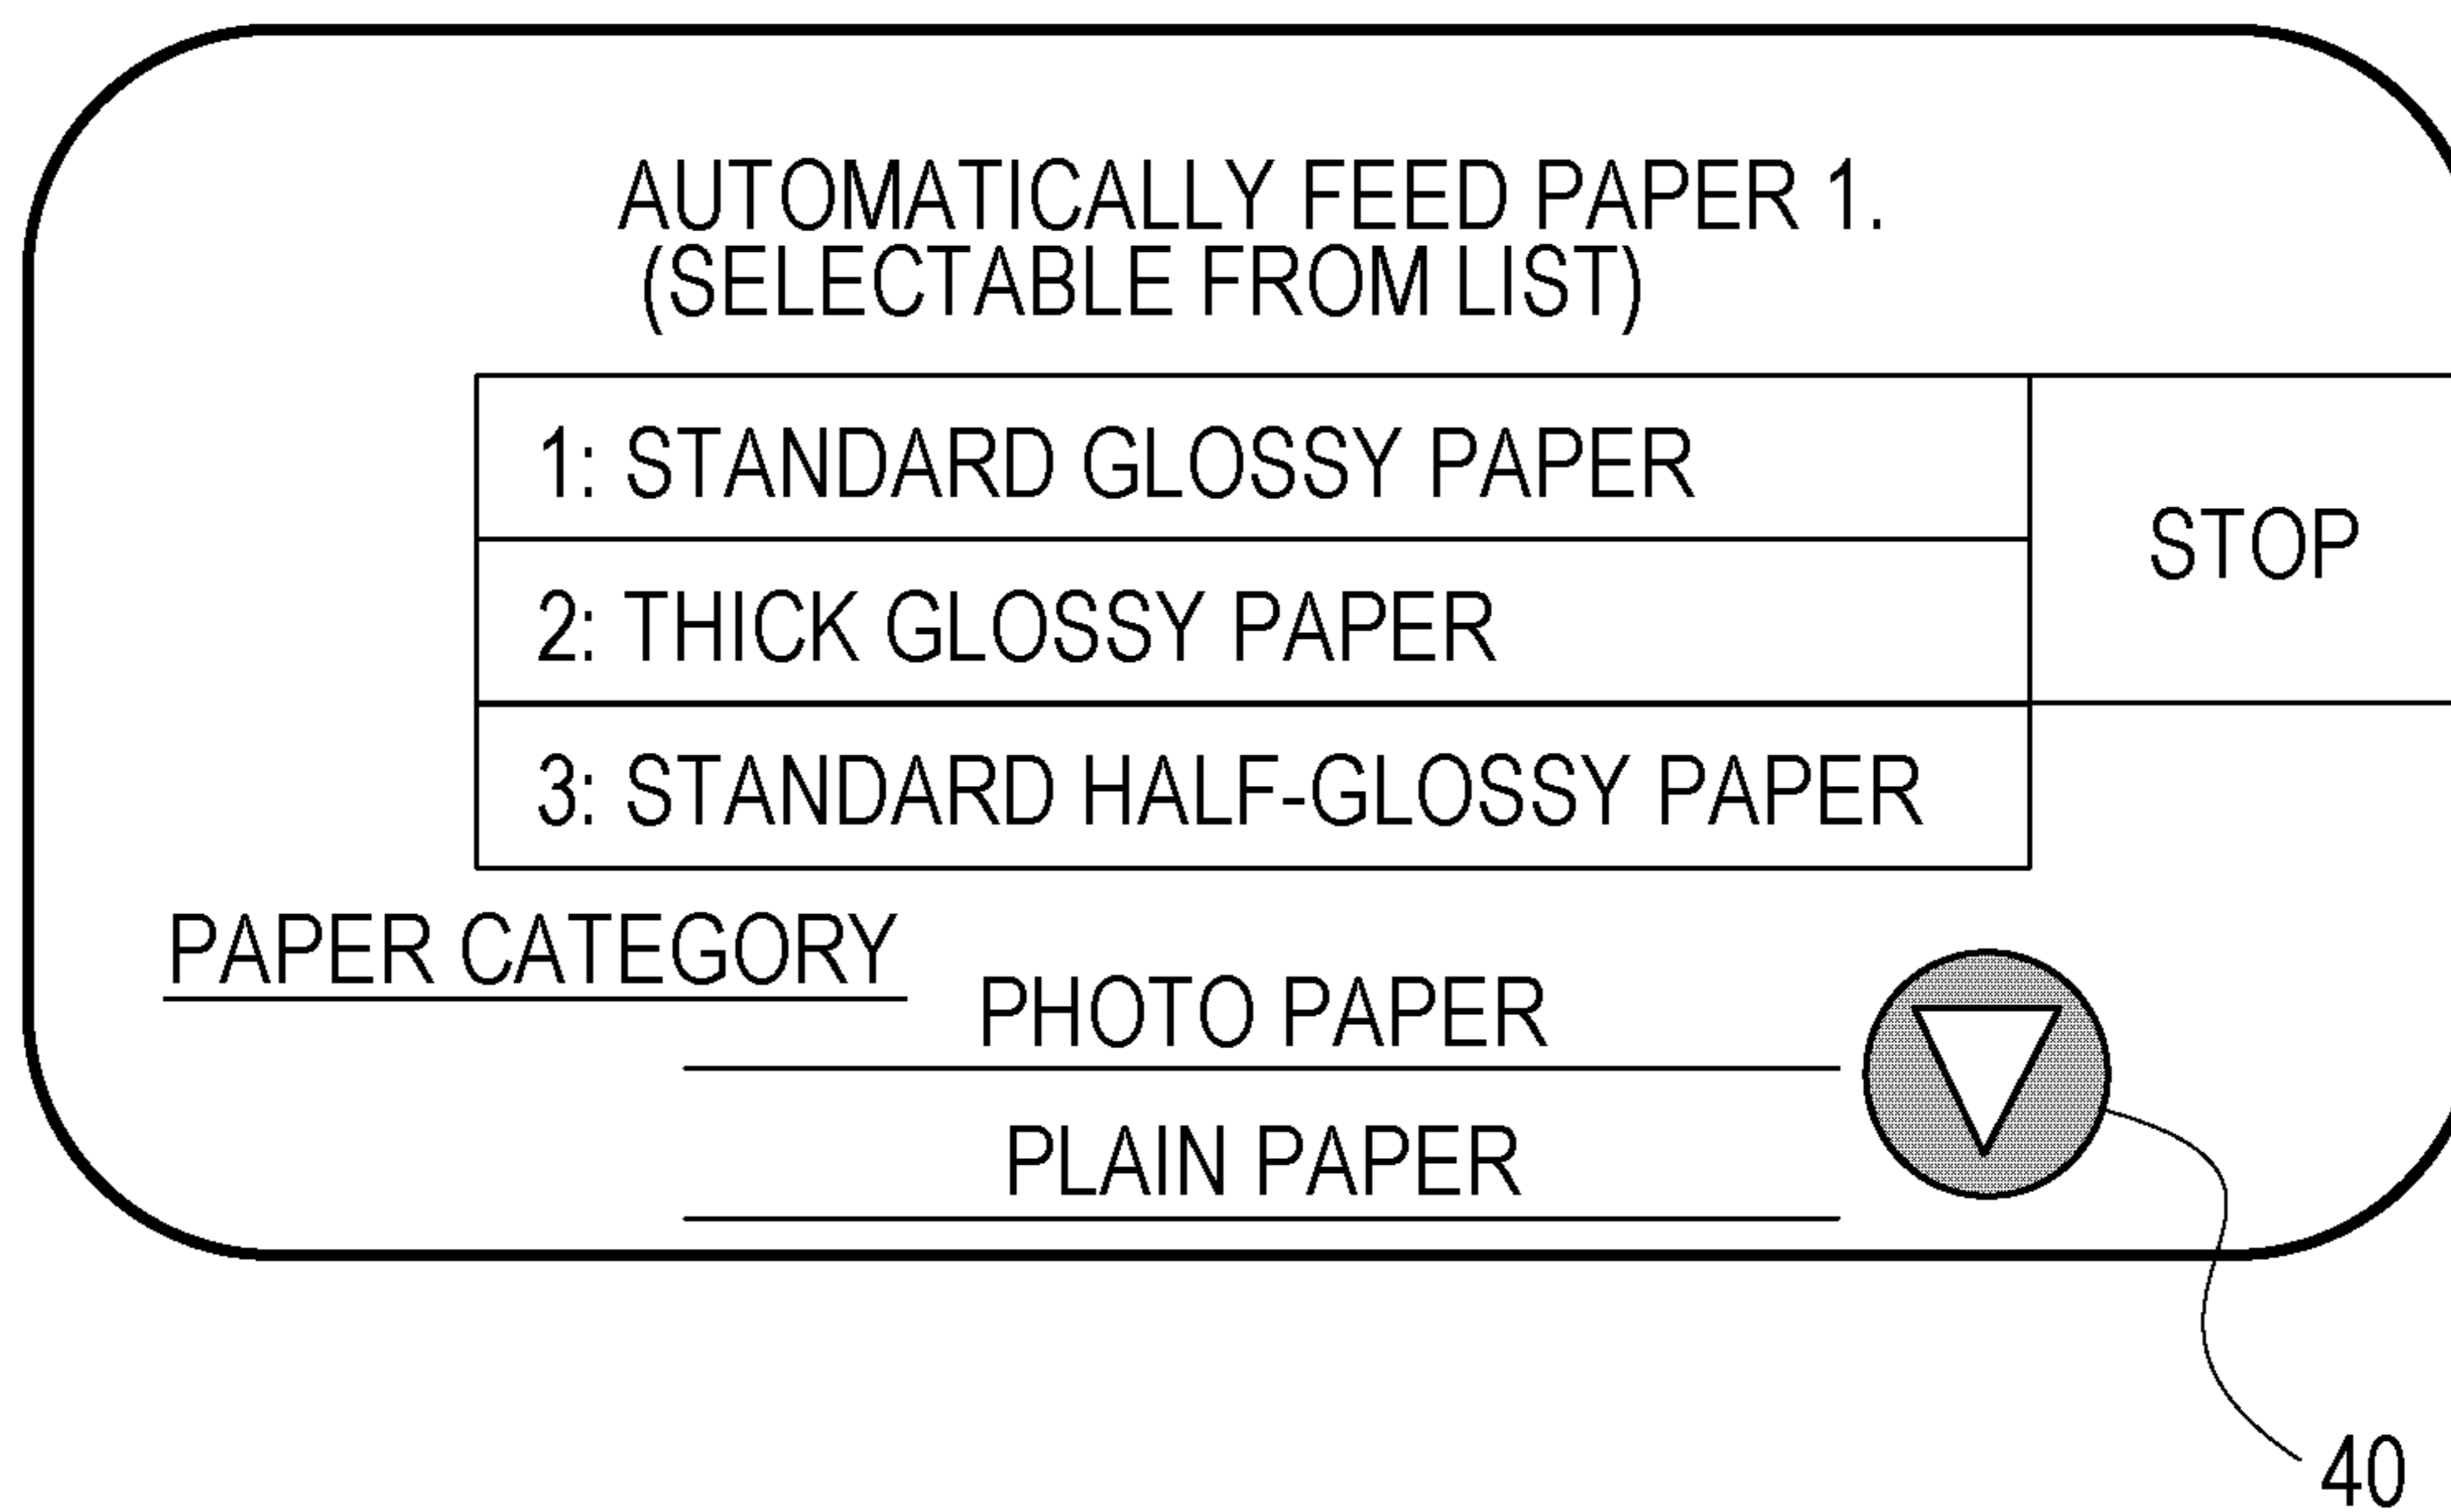 AUTOMATICALLY FEED PAPER 1.
(SELECTABLE FROM LIST)
1: STANDARD GLOSSY PAPER
STOP
2: THICK GLOSSY PAPER
3: STANDARD HALF-GLOSSY PAPER
PAPER CATEGORY
PHOTO PAPER
PLAIN PAPER
40